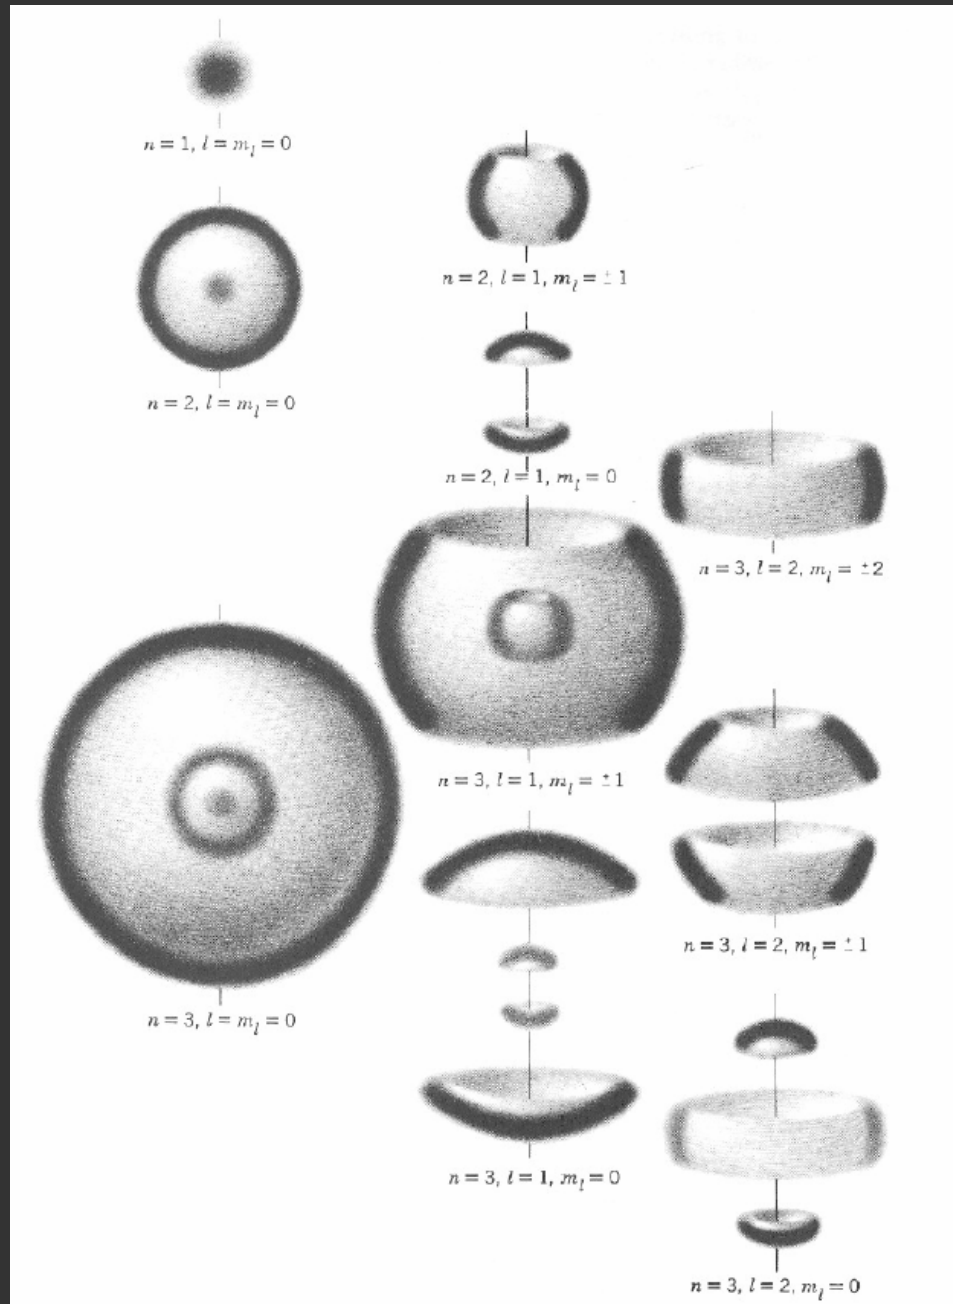 n = 1, l = m_l = 0
n = 2, l = 1, m_l = ± 1
n = 2, l = m_l = 0
n = 2, l = 1, m_l = 0
n = 3, l = 2, m_l = ±2
n = 3, l = 1, m_l = ±1
n = 3, l = 2, m_l = ± 1
n = 3, l = m_l = 0
n = 3, l = 1, m_l = 0
n = 3, l = 2, m_l = 0